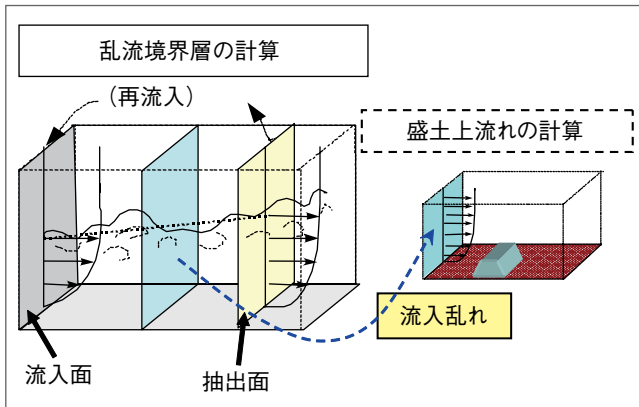 乱流境界層の計算
(再流入)
盛土上流れの計算
流入乱れ
流入面
抽出面